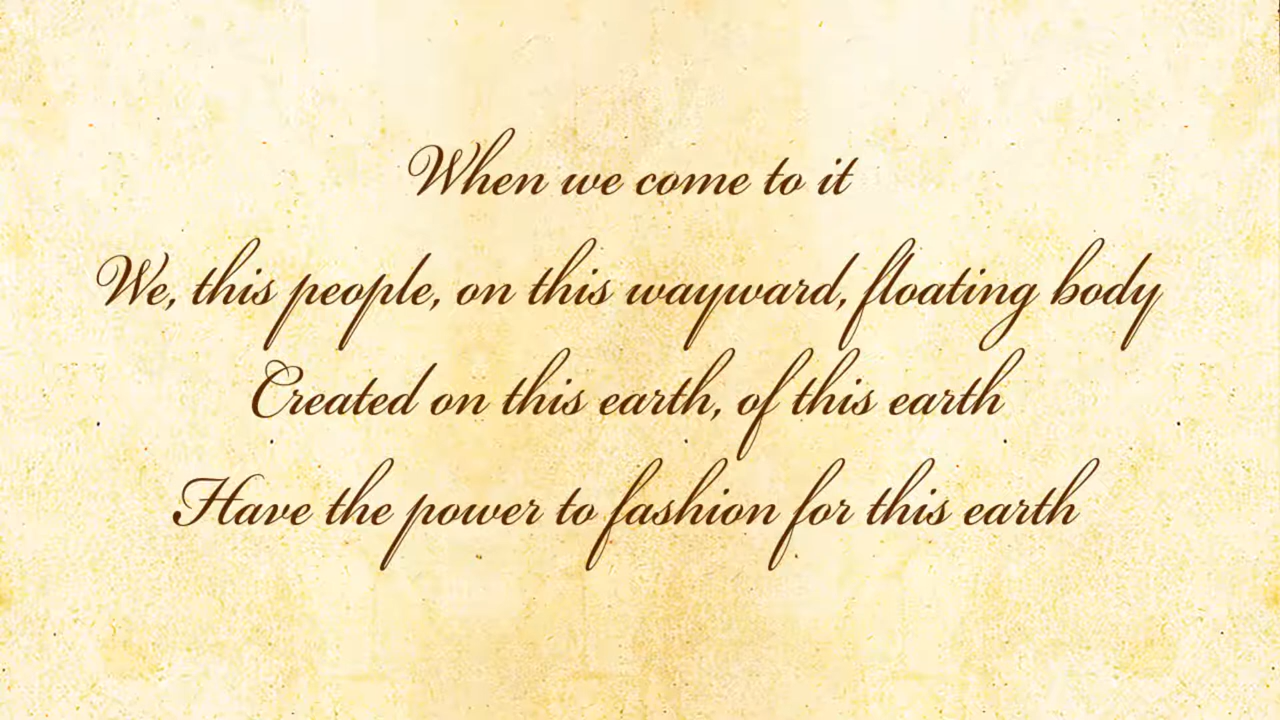 When we come to it
We, this people, on this wayward, floating body
Created on this earth, of this earth
Have the power to fashion for this earth